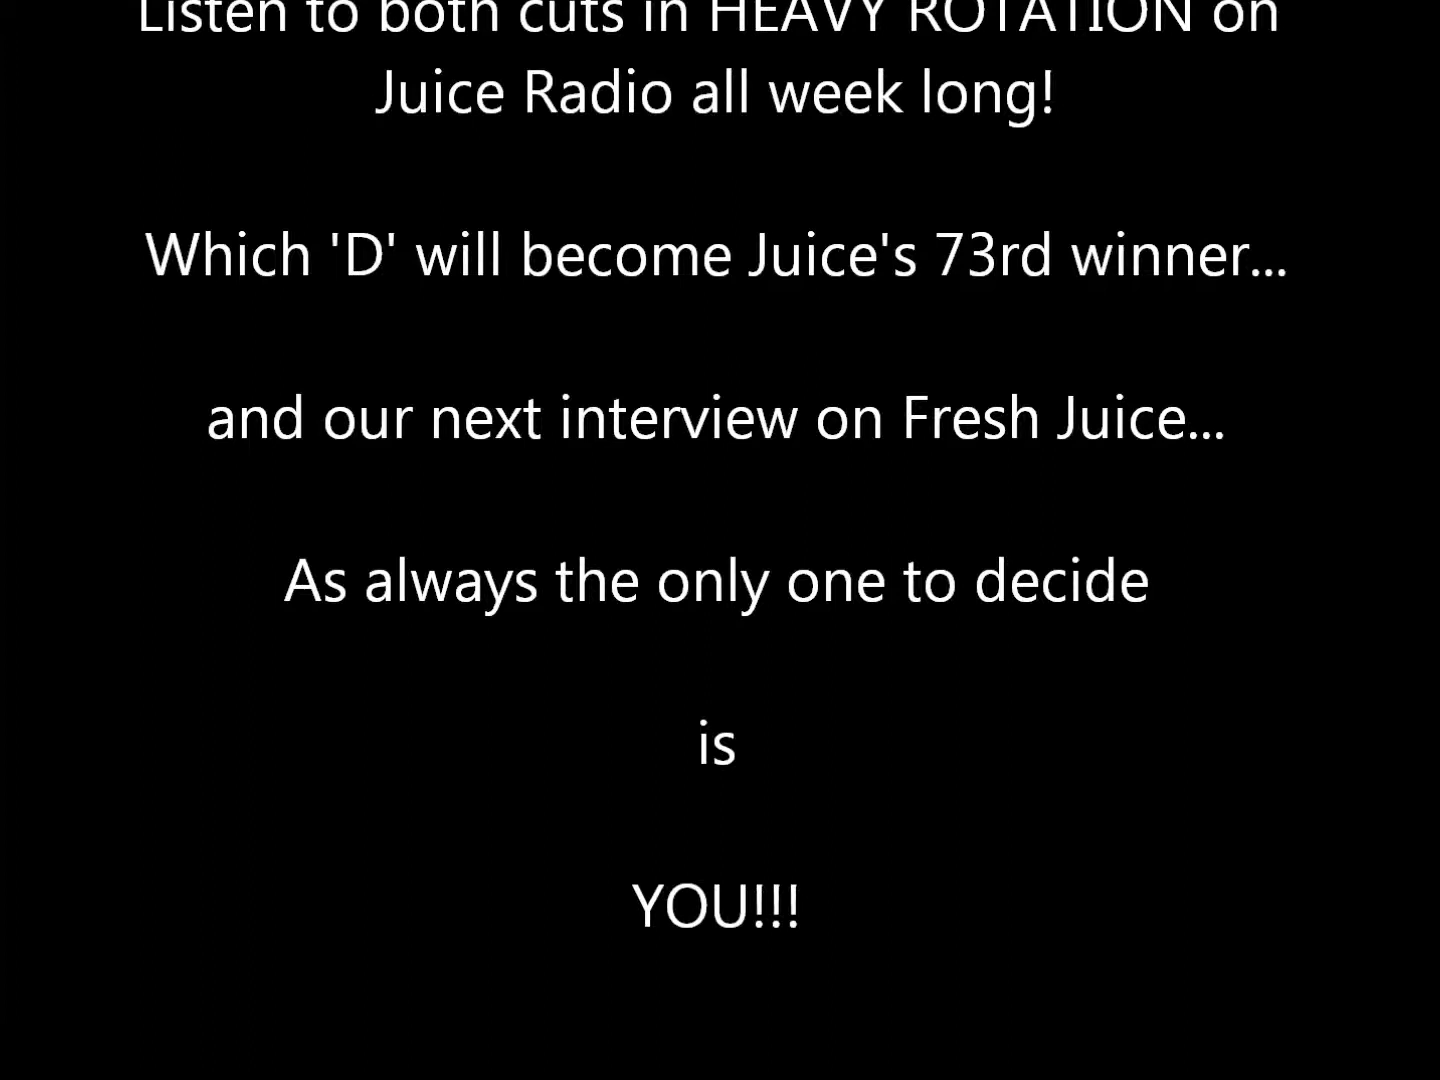 Listen to both cuts in HEAVY ROTATION on
Juice Radio all week long!
Which 'D' will become Juice's 73rd winner...
and our next interview on Fresh Juice...
As always the only one to decide
is
YOU!!!